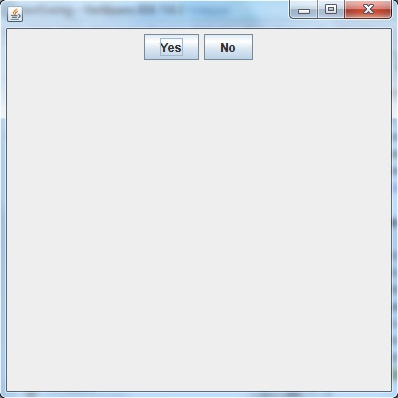 Yes No